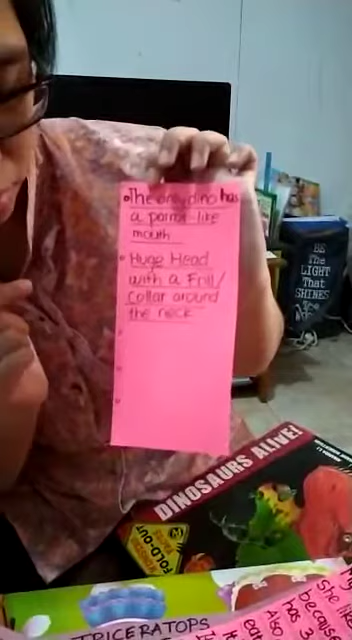 • The only dino has
a parrot-like
mouth
• Huge Head
with a Frill/
Collar around
the neck
•
•
•
BE
THE LIGHT
THAT
SHINES
DINOSAURS ALIVE!
FOLD-OUT
TRICERATOPS
she like
because
has 3
Also